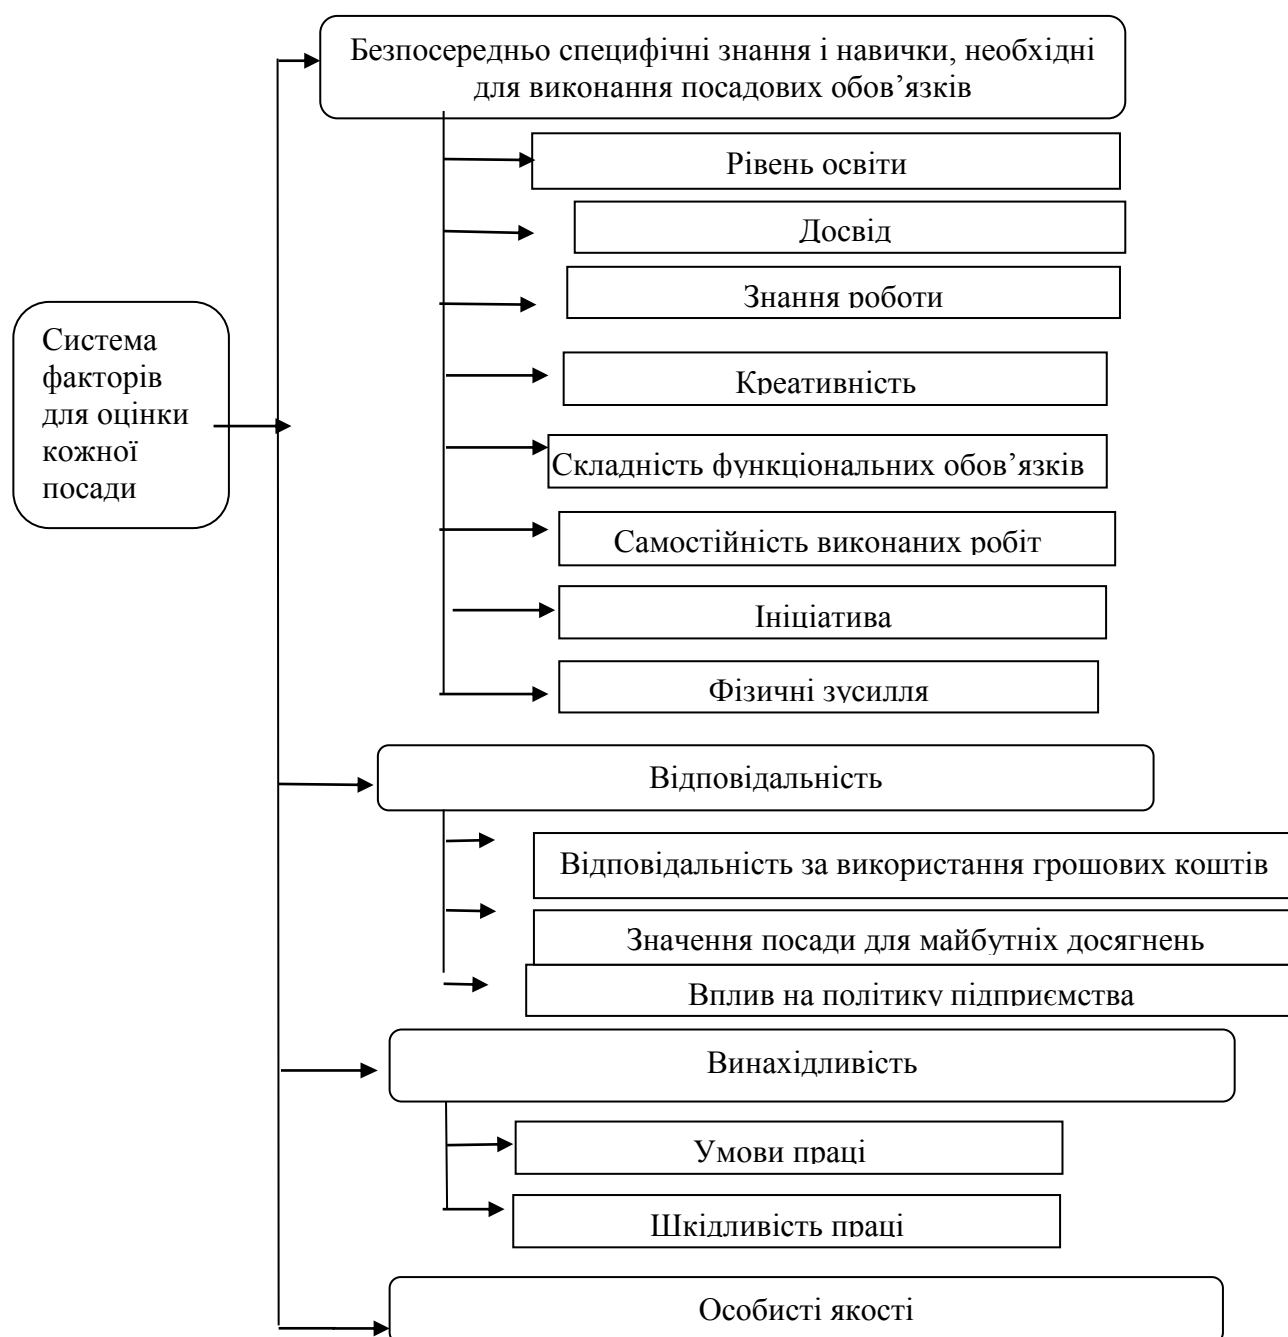 Безпосередньо специфічні знання і навички, необхідні
для виконання посадових обов’язків
Рівень освіти
Досвід
Знання роботи
Система
факторів
для оцінки
кожної
посади
Креативність
Складність функціональних обов’язків
Самостійність виконаних робіт
Ініціатива
Фізичні зусилля
Відповідальність
Відповідальність за використання грошових коштів
Значення посади для майбутніх досягнень
Вплив на політику підприємства
Винахідливість
Умови праці
Шкідливість праці
Особисті якості